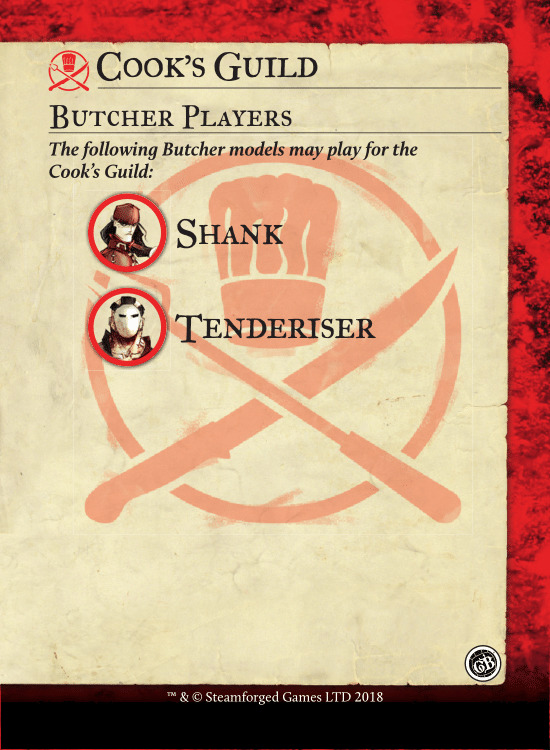 Cook's Guild
Butcher Players
The following Butcher models may play for the
Cook's Guild:
Shank
Tenderiser
GB
™ & © Steamforged Games LTD 2018